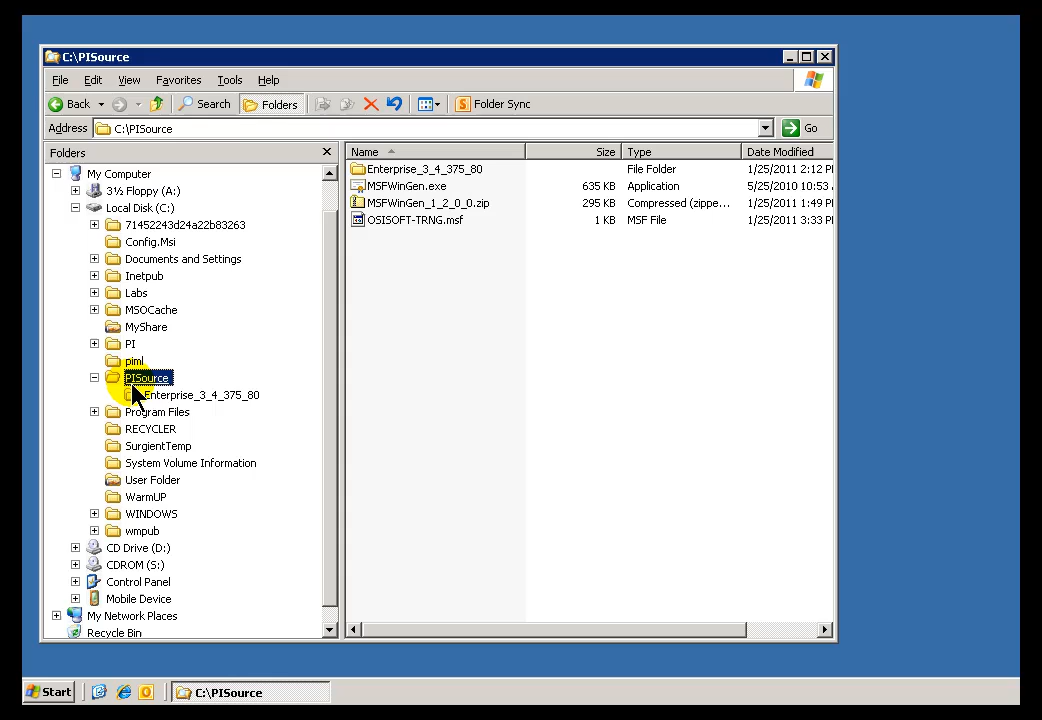 C:\PISource
File Edit View Favorites Tools Help
Back Search Folders Folder Sync
Address C:\PISource Go
Folders
My Computer
3½ Floppy (A:)
Local Disk (C:)
71452243d24a22b83263
Config.Msi
Documents and Settings
Inetpub
Labs
MSOCache
MyShare
PI
piml
PISource
Enterprise_3_4_375_80
Program Files
RECYCLER
SurgientTemp
System Volume Information
User Folder
WarmUP
WINDOWS
wmpub
CD Drive (D:)
CDROM (S:)
Control Panel
Mobile Device
My Network Places
Recycle Bin
Name Size Type Date Modified
Enterprise_3_4_375_80 File Folder 1/25/2011 2:12 P
MSFWinGen.exe 635 KB Application 5/25/2010 10:53
MSFWinGen_1_2_0_0.zip 295 KB Compressed (zippe... 1/25/2011 1:49 P
OSISOFT-TRNG.msf 1 KB MSF File 1/25/2011 3:33 P
Start C:\PISource